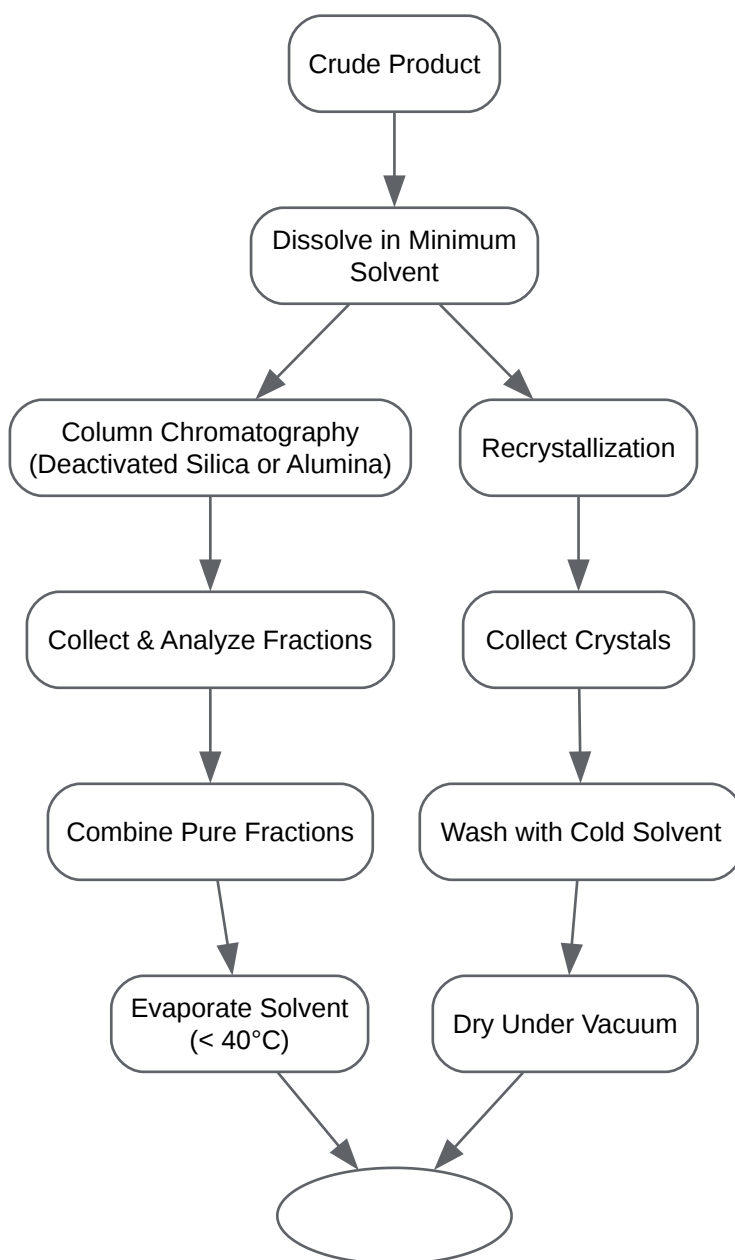 Crude Product
Dissolve in Minimum
Solvent
Column Chromatography
(Deactivated Silica or Alumina)
Recrystallization
Collect & Analyze Fractions
Collect Crystals
Combine Pure Fractions
Wash with Cold Solvent
Evaporate Solvent
(< 40°C)
Dry Under Vacuum